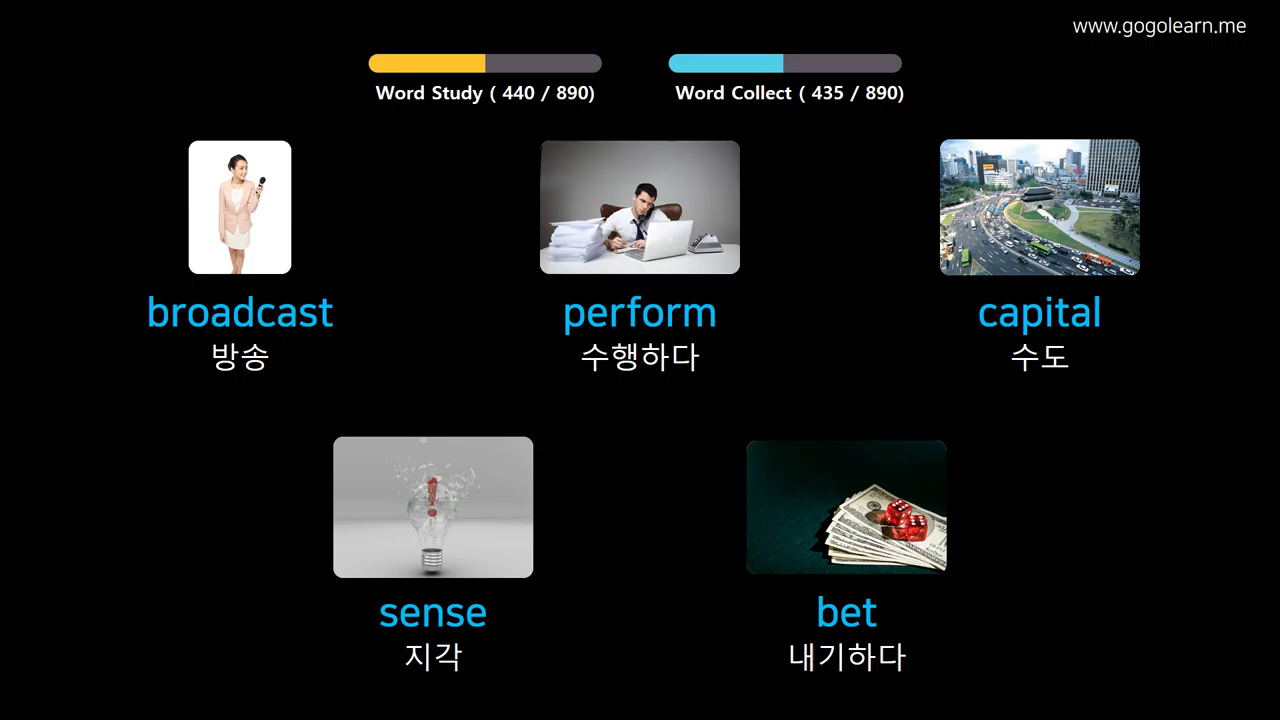 www.gogolearn.me
Word Study ( 440 / 890)
Word Collect ( 435 / 890)
broadcast
방송
perform
수행하다
capital
수도
sense
지각
bet
내기하다